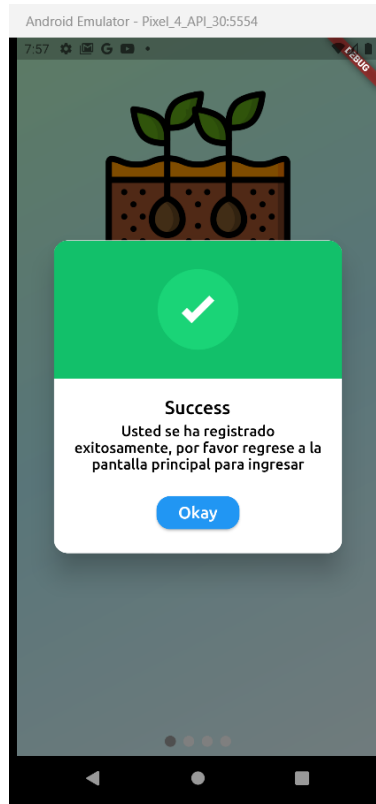 Android Emulator - Pixel_4_API_30:5554
7:57 G
DEBUG
Success
Usted se ha registrado
exitosamente, por favor regrese a la
pantalla principal para ingresar
Okay